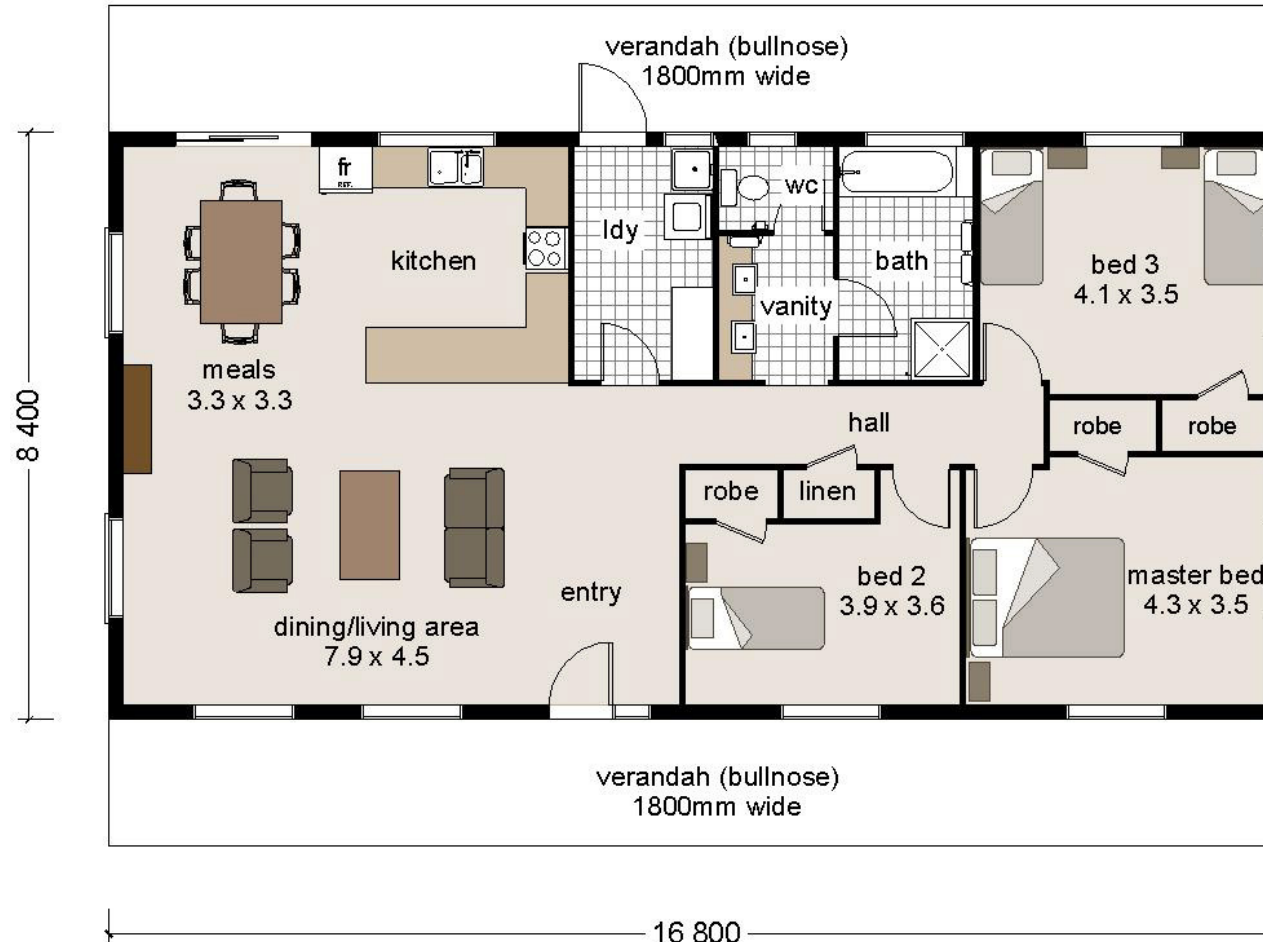 verandah (bullnose)
1800mm wide
fr
REF.
wc
ldy
kitchen
bath
bed 3
4.1 x 3.5
vanity
meals
3.3 x 3.3
8 400
hall
robe
robe
robe
linen
bed 2
3.9 x 3.6
master bed
4.3 x 3.5
entry
dining/living area
7.9 x 4.5
verandah (bullnose)
1800mm wide
16 800